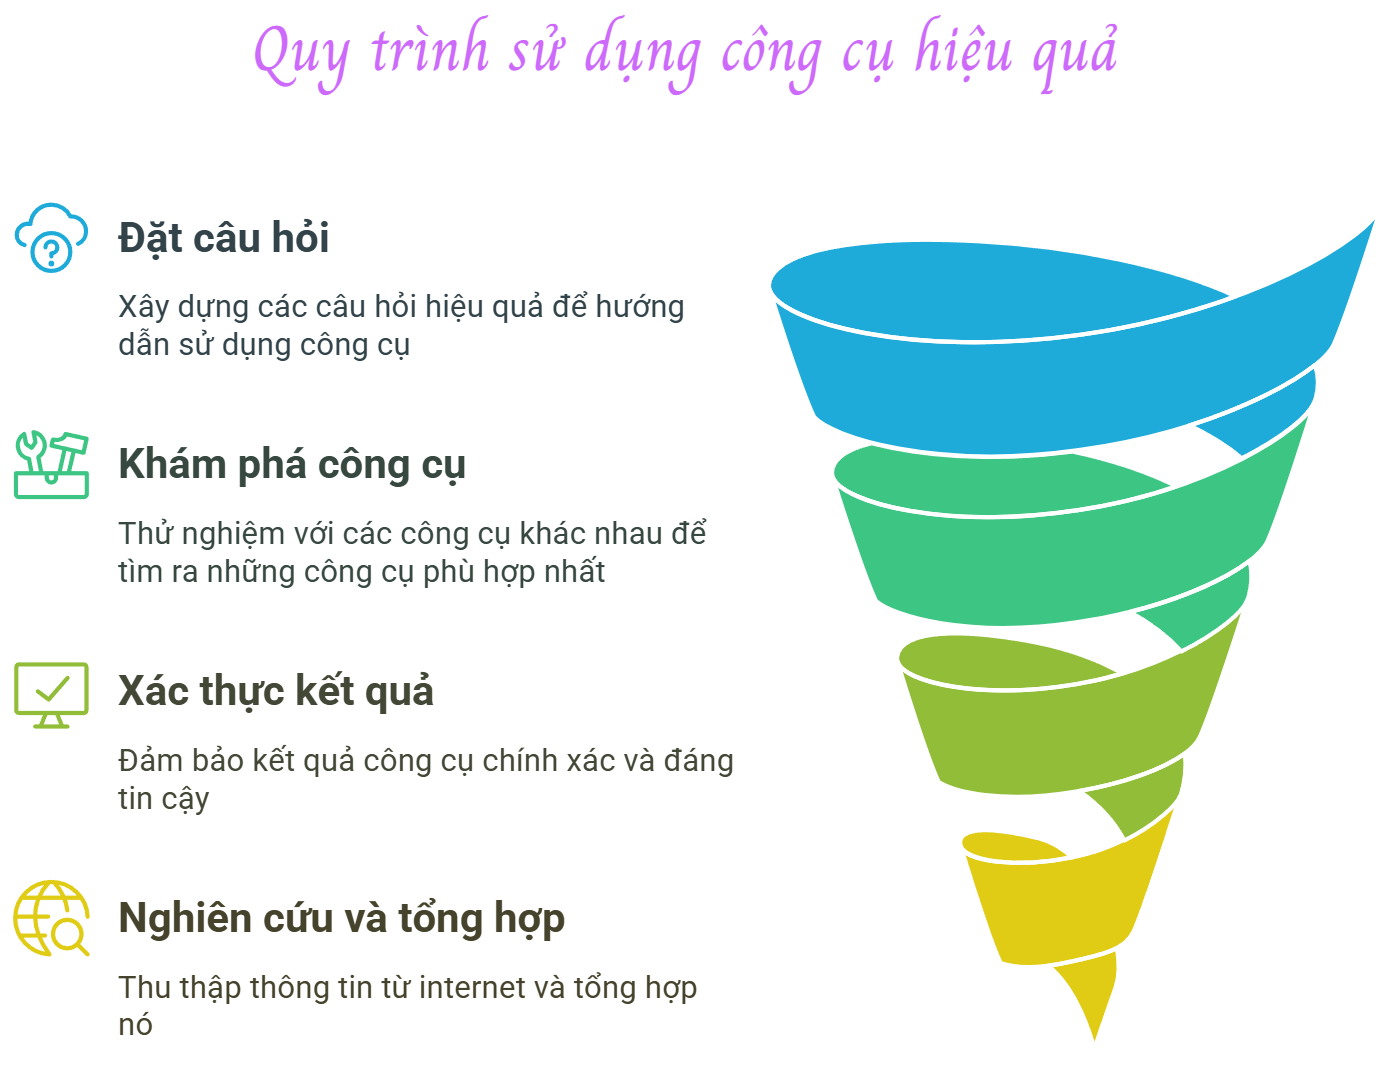 Quy trình sử dụng công cụ hiệu quả
Đặt câu hỏi
Xây dựng các câu hỏi hiệu quả để hướng
dẫn sử dụng công cụ
Khám phá công cụ
Thử nghiệm với các công cụ khác nhau để
tìm ra những công cụ phù hợp nhất
Xác thực kết quả
Đảm bảo kết quả công cụ chính xác và đáng
tin cậy
Nghiên cứu và tổng hợp
Thu thập thông tin từ internet và tổng hợp
nó